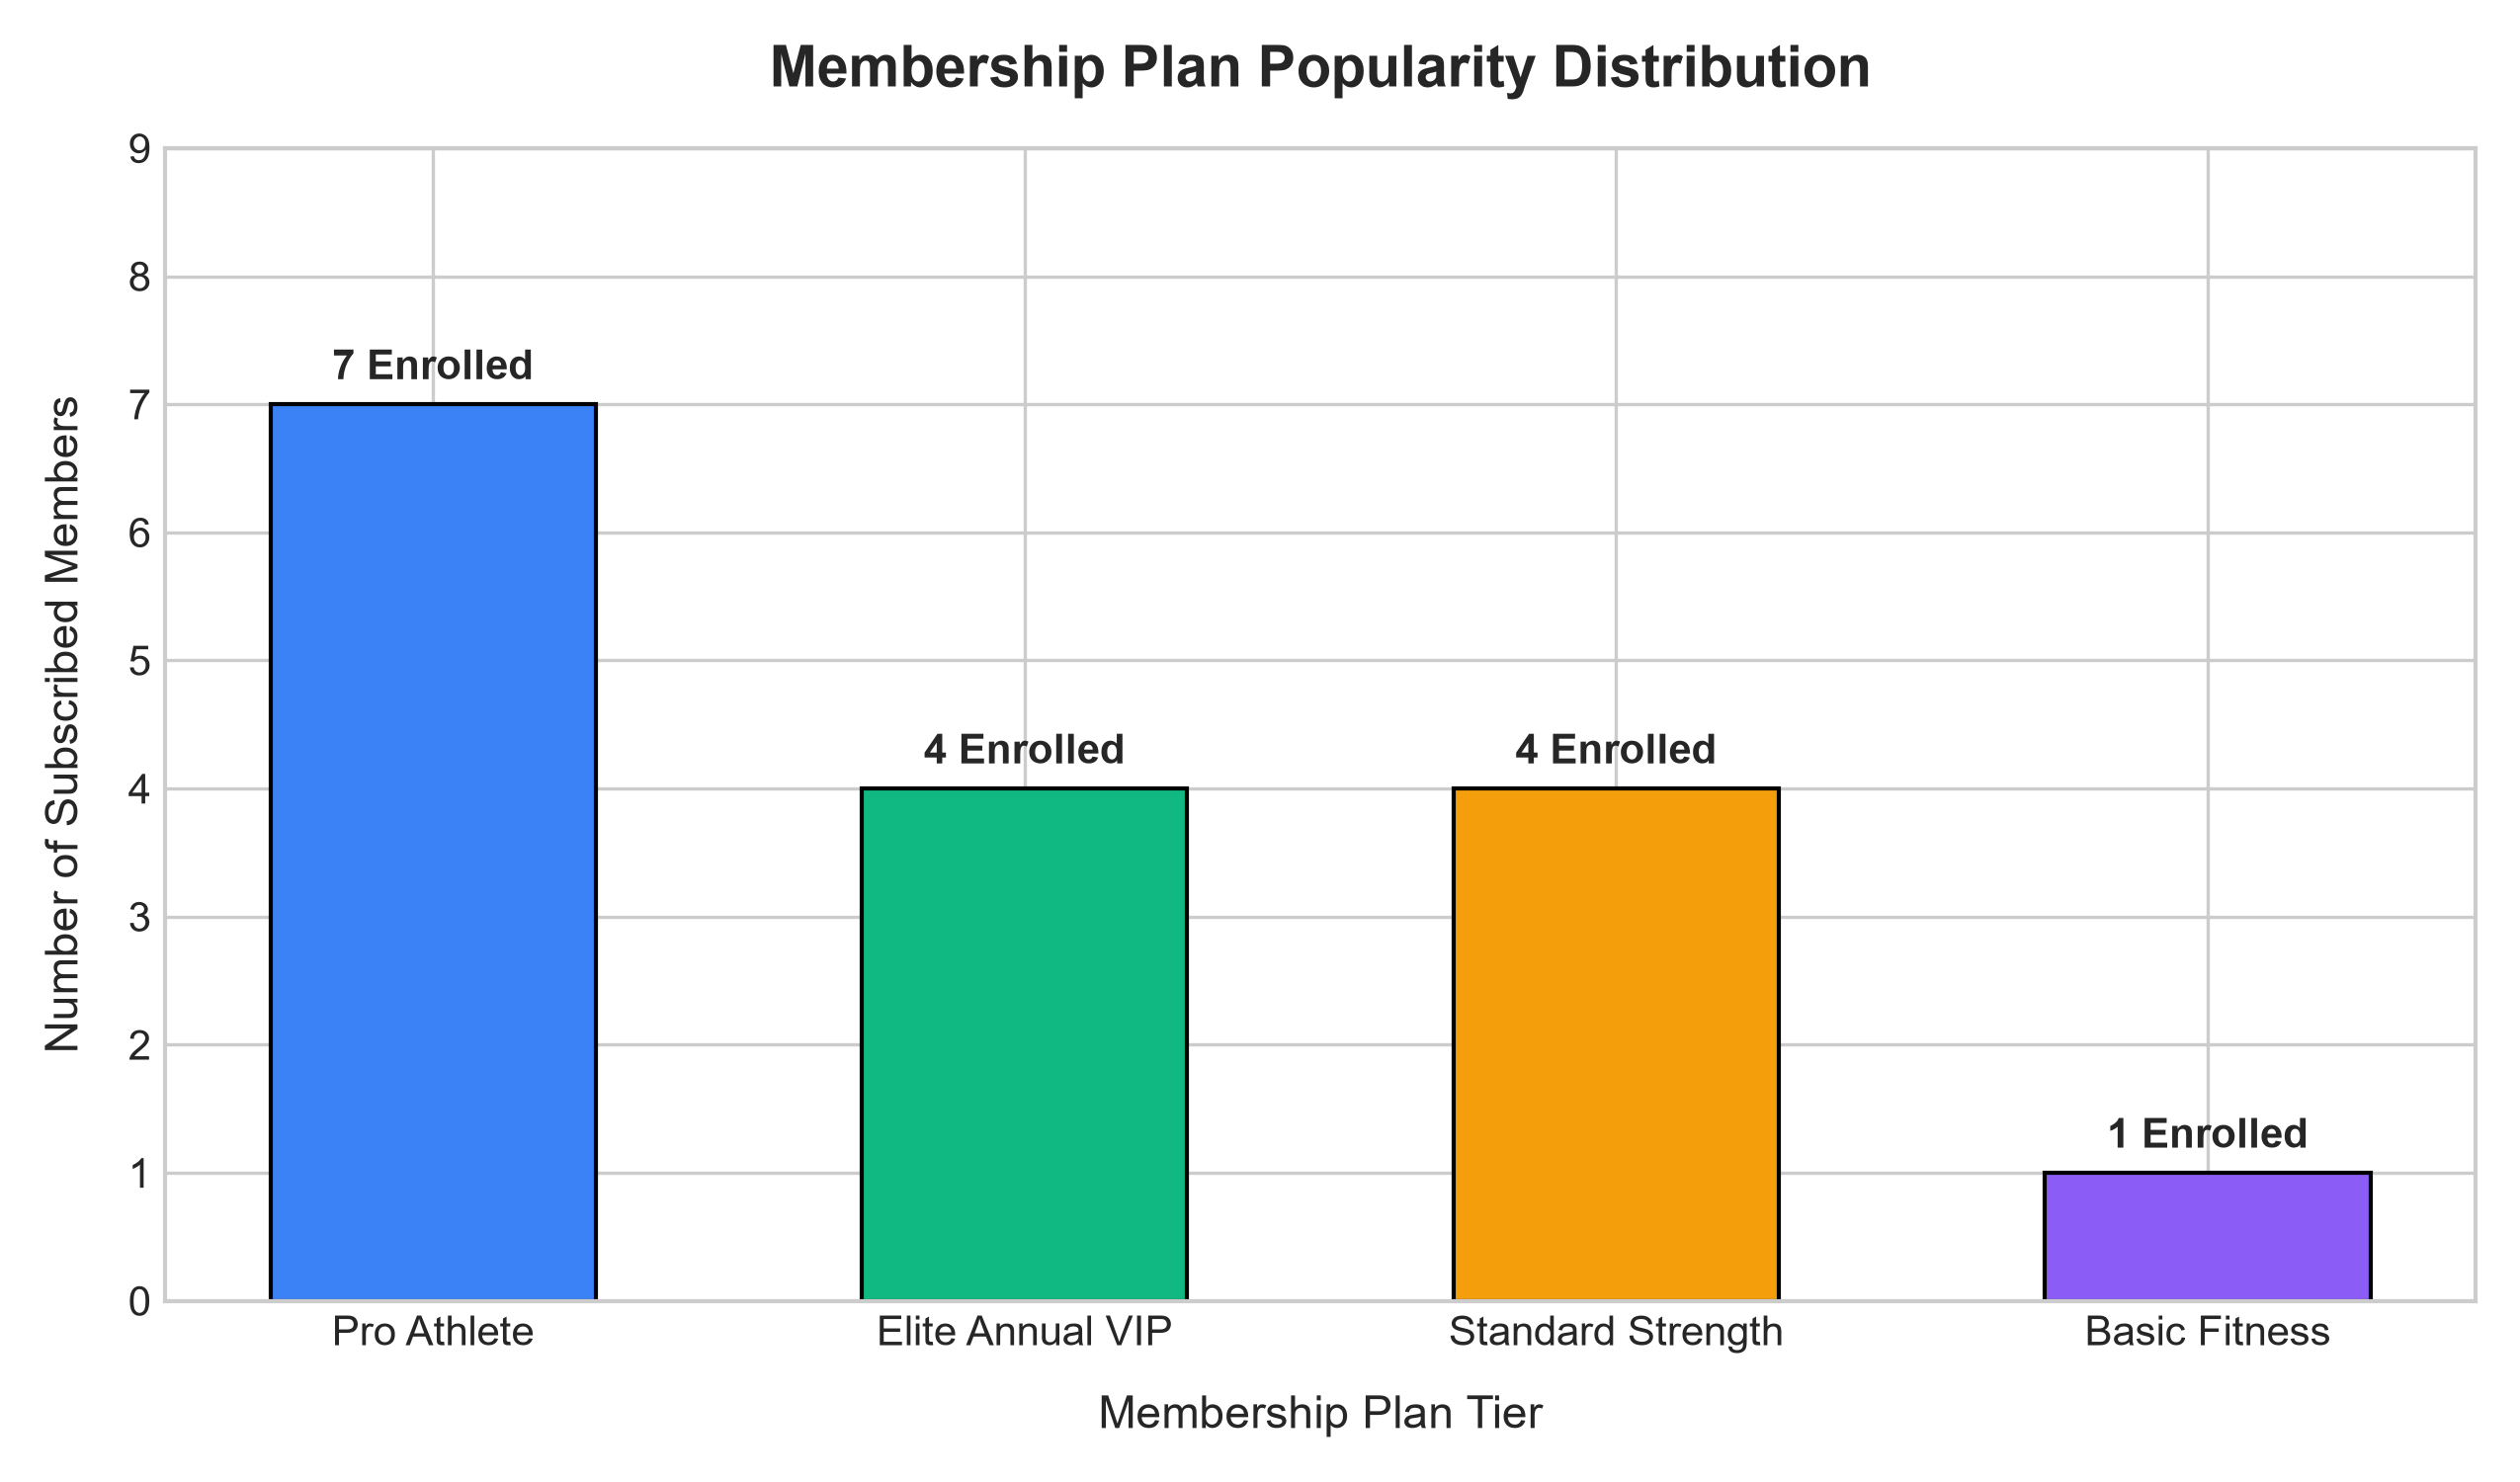 Membership Plan Popularity Distribution
9
8
7 Enrolled
7
6
5
4 Enrolled
4 Enrolled
4
3
2
1 Enrolled
1
0
Number of Subscribed Members
Pro Athlete
Elite Annual VIP
Standard Strength
Basic Fitness
Membership Plan Tier